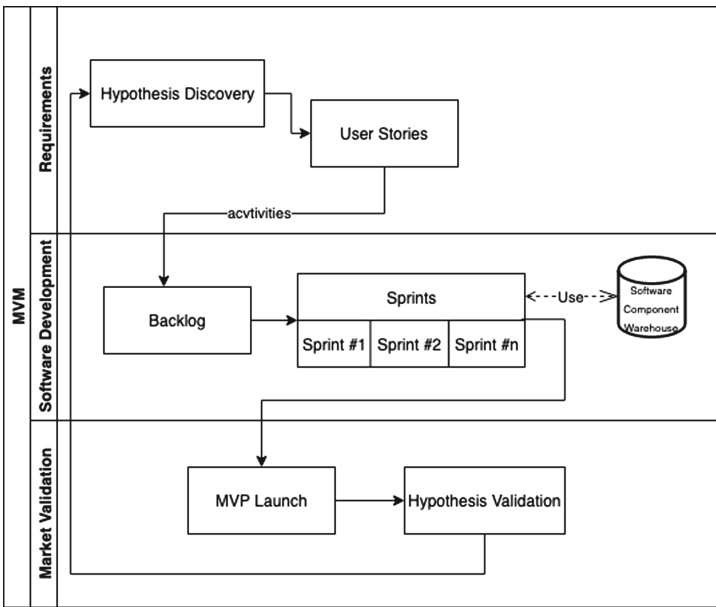 MVM
Requirements
Hypothesis Discovery
User Stories
acvtivities
Software Development
Backlog
Sprints
Sprint #1
Sprint #2
Sprint #n
Use
Software
Component
Warehouse
Market Validation
MVP Launch
Hypothesis Validation